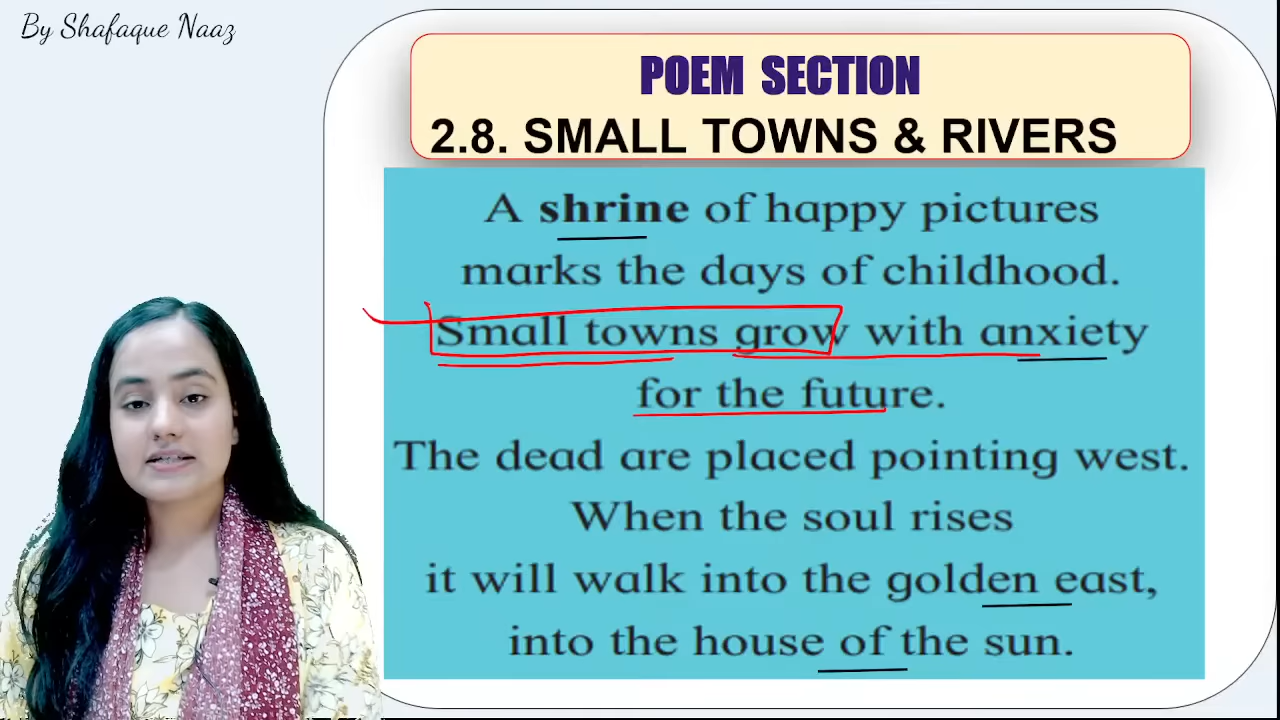 By Shafaque Naaz
POEM SECTION
2.8. SMALL TOWNS & RIVERS
A shrine of happy pictures
marks the days of childhood.
Small towns grow with anxiety
for the future.
The dead are placed pointing west.
When the soul rises
it will walk into the golden east,
into the house of the sun.